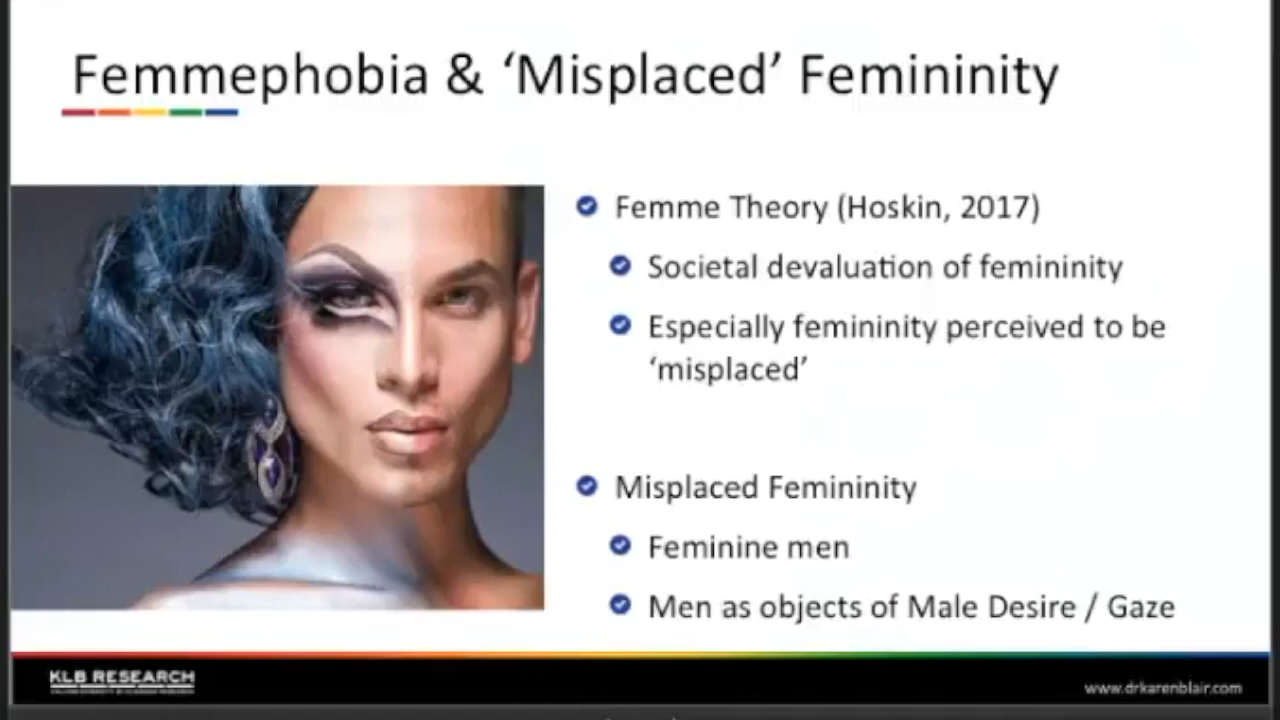 Femmephobia & ‘Misplaced’ Femininity
Femme Theory (Hoskin, 2017)
Societal devaluation of femininity
Especially femininity perceived to be
‘misplaced’
Misplaced Femininity
Feminine men
Men as objects of Male Desire / Gaze
KLB RESEARCH
www.drkarenblair.com